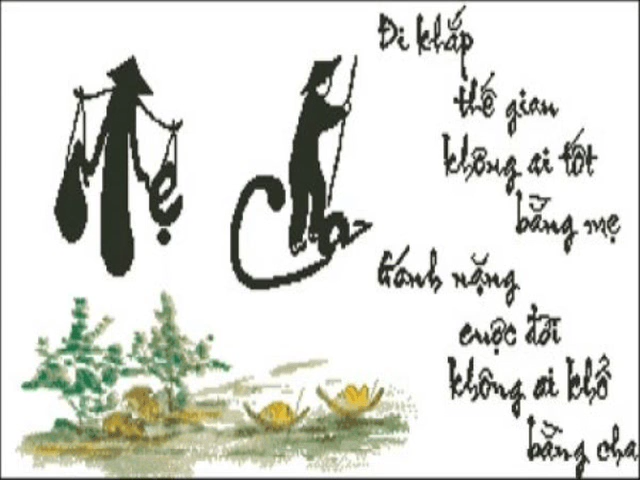 Mẹ
Cha
Đi khắp
thế gian
không ai tốt
bằng mẹ
Gánh nặng
cuộc đời
không ai khổ
bằng cha